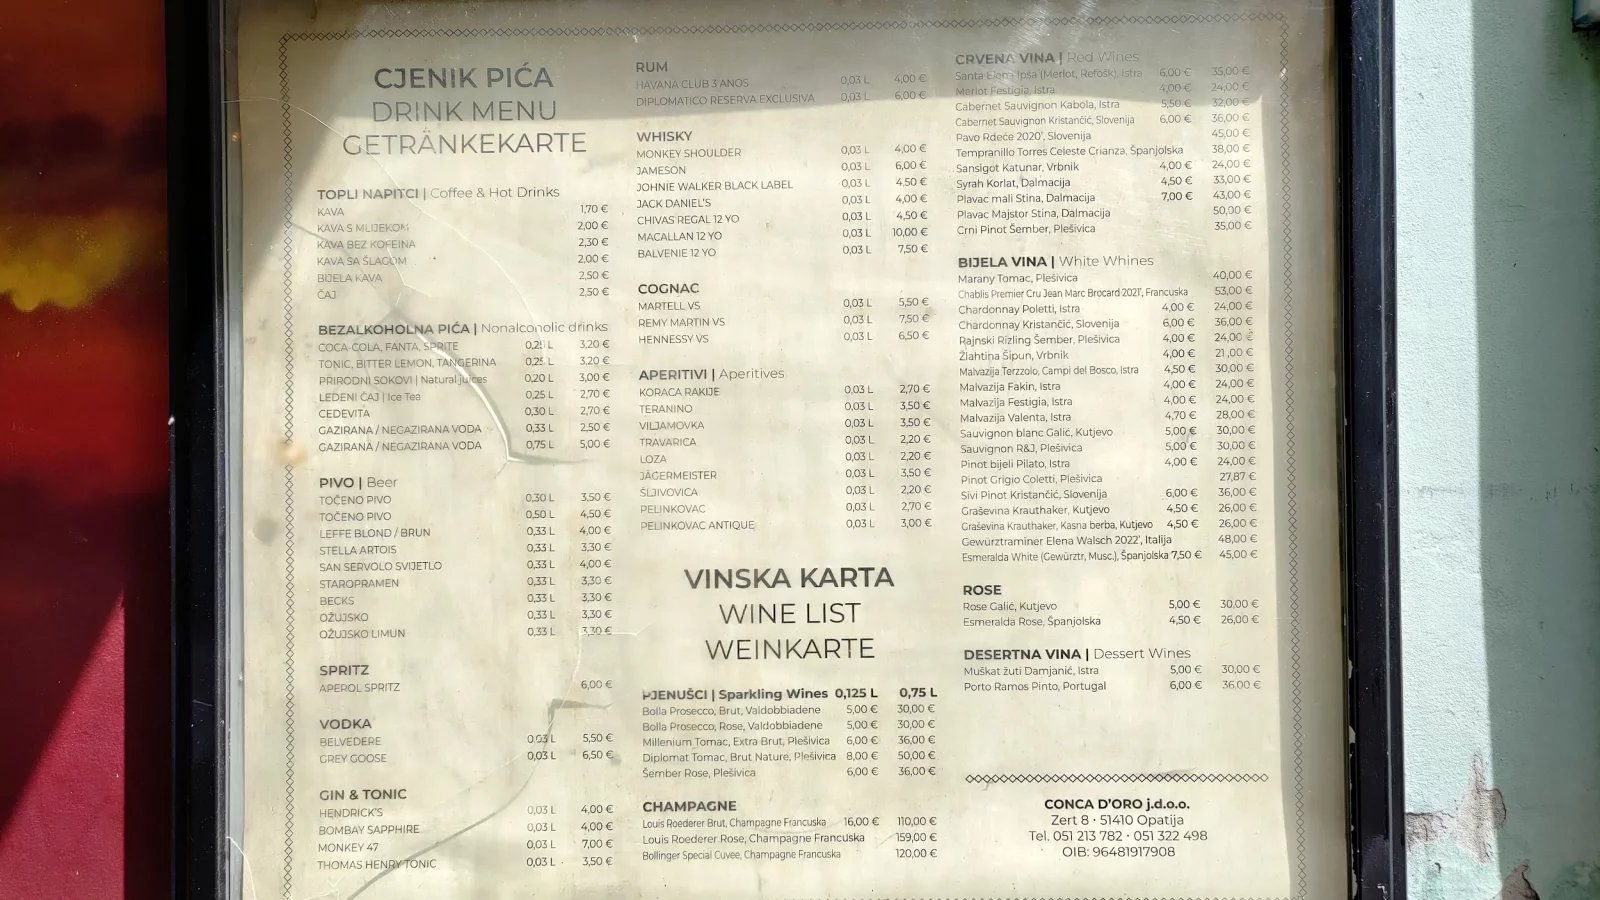 CJENIK PIĆA
DRINK MENU
GETRÄNKEKARTE
TOPLI NAPITCI | Coffee & Hot Drinks
KAVA 1,70 €
KAVA S MLIJEKOM 2,00 €
KAVA BEZ KOFEINA 2,30 €
KAVA SA ŠLAGOM 2,00 €
BIJELA KAVA 2,50 €
ČAJ 2,50 €
BEZALKOHOLNA PIĆA | Nonalcoholic drinks
COCA-COLA, FANTA, SPRITE 0,25 L 3,20 €
TONIC, BITTER LEMON, TANGERINA 0,25 L 3,20 €
PRIRODNI SOKOVI | Natural juices 0,20 L 3,00 €
LEDENI ČAJ | Ice Tea 0,25 L 2,70 €
CEDEVITA 0,30 L 2,70 €
GAZIRANA / NEGAZIRANA VODA 0,33 L 2,50 €
GAZIRANA / NEGAZIRANA VODA 0,75 L 5,00 €
PIVO | Beer
TOČENO PIVO 0,30 L 3,50 €
TOČENO PIVO 0,50 L 4,50 €
LEFFE BLOND / BRUN 0,33 L 4,00 €
STELLA ARTOIS 0,33 L 3,30 €
SAN SERVOLO SVIJETLO 0,33 L 4,00 €
STAROPRAMEN 0,33 L 3,30 €
BECKS 0,33 L 3,30 €
OŽUJSKO 0,33 L 3,30 €
OŽUJSKO LIMUN 0,33 L 3,30 €
SPRITZ
APEROL SPRITZ 6,00 €
VODKA
BELVEDERE 0,03 L 5,50 €
GREY GOOSE 0,03 L 6,50 €
GIN & TONIC
HENDRICK'S 0,03 L 4,00 €
BOMBAY SAPPHIRE 0,03 L 4,00 €
MONKEY 47 0,03 L 7,00 €
THOMAS HENRY TONIC 0,03 L 3,50 €
RUM
HAVANA CLUB 3 ANOS 0,03 L 4,00 €
DIPLOMATICO RESERVA EXCLUSIVA 0,03 L 6,00 €
WHISKY
MONKEY SHOULDER 0,03 L 4,00 €
JAMESON 0,03 L 6,00 €
JOHNIE WALKER BLACK LABEL 0,03 L 4,50 €
JACK DANIEL'S 0,03 L 4,00 €
CHIVAS REGAL 12 YO 0,03 L 4,50 €
MACALLAN 12 YO 0,03 L 10,00 €
BALVENIE 12 YO 0,03 L 7,50 €
COGNAC
MARTELL VS 0,03 L 5,50 €
REMY MARTIN VS 0,03 L 7,50 €
HENNESSY VS 0,03 L 6,50 €
APERITIVI | Aperitives
KORACA RAKIJE 0,03 L 2,70 €
TERANINO 0,03 L 3,50 €
VILJAMOVKA 0,03 L 3,50 €
TRAVARICA 0,03 L 2,20 €
LOZA 0,03 L 2,20 €
JÄGERMEISTER 0,03 L 3,50 €
ŠLJIVOVICA 0,03 L 2,20 €
PELINKOVAC 0,03 L 2,70 €
PELINKOVAC ANTIQUE 0,03 L 3,00 €
VINSKA KARTA
WINE LIST
WEINKARTE
PJENUŠCI | Sparkling Wines 0,125 L 0,75 L
Bolla Prosecco, Brut, Valdobbiadene 5,00 € 30,00 €
Bolla Prosecco, Rose, Valdobbiadene 5,00 € 30,00 €
Millenium Tomac, Extra Brut, Plešivica 6,00 € 36,00 €
Diplomat Tomac, Brut Nature, Plešivica 8,00 € 50,00 €
Šember Rose, Plešivica 6,00 € 36,00 €
CHAMPAGNE
Louis Roederer Brut, Champagne Francuska 16,00 € 110,00 €
Louis Roederer Rose, Champagne Francuska 159,00 €
Bollinger Special Cuvee, Champagne Francuska 120,00 €
CRVENA VINA | Red Wines
Santa Elena Ipsa (Merlot, Refošk), Istra 6,00 € 35,00 €
Merlot Festigia, Istra 4,00 € 24,00 €
Cabernet Sauvignon Kabola, Istra 5,50 € 32,00 €
Cabernet Sauvignon Kristančić, Slovenija 6,00 € 36,00 €
Pavo Rdeće 2020', Slovenija 45,00 €
Tempranillo Torres Celeste Crianza, Španjolska 38,00 €
Sansigot Katunar, Vrbnik 4,00 € 24,00 €
Syrah Korlat, Dalmacija 4,50 € 33,00 €
Plavac mali Stina, Dalmacija 7,00 € 43,00 €
Plavac Majstor Stina, Dalmacija 50,00 €
Crni Pinot Šember, Plešivica 35,00 €
BIJELA VINA | White Whines
Marany Tomac, Plešivica 40,00 €
Chablis Premier Cru Jean Marc Brocard 2021', Francuska 53,00 €
Chardonnay Poletti, Istra 4,00 € 24,00 €
Chardonnay Kristančić, Slovenija 6,00 € 36,00 €
Rajnski Rizling Šember, Plešivica 4,00 € 24,00 €
Žlahtina Šipun, Vrbnik 4,00 € 21,00 €
Malvazija Terzzolo, Campi del Bosco, Istra 4,50 € 30,00 €
Malvazija Fakin, Istra 4,00 € 24,00 €
Malvazija Festigia, Istra 4,00 € 24,00 €
Malvazija Valenta, Istra 4,70 € 28,00 €
Sauvignon blanc Galić, Kutjevo 5,00 € 30,00 €
Sauvignon R&J, Plešivica 5,00 € 30,00 €
Pinot bijeli Pilato, Istra 4,00 € 24,00 €
Pinot Grigio Coletti, Plešivica 27,87 €
Sivi Pinot Kristančić, Slovenija 6,00 € 36,00 €
Graševina Krauthaker, Kutjevo 4,50 € 26,00 €
Graševina Krauthaker, Kasna berba, Kutjevo 4,50 € 26,00 €
Gewürztraminer Elena Walsch 2022', Italija 48,00 €
Esmeralda White (Gewürztr, Musc.), Španjolska 7,50 € 45,00 €
ROSE
Rose Galić, Kutjevo 5,00 € 30,00 €
Esmeralda Rose, Španjolska 4,50 € 26,00 €
DESERTNA VINA | Dessert Wines
Muškat žuti Damjanić, Istra 5,00 € 30,00 €
Porto Ramos Pinto, Portugal 6,00 € 36,00 €
CONCA D'ORO j.d.o.o.
Zert 8 • 51410 Opatija
Tel. 051 213 782 • 051 322 498
OIB: 96481917908